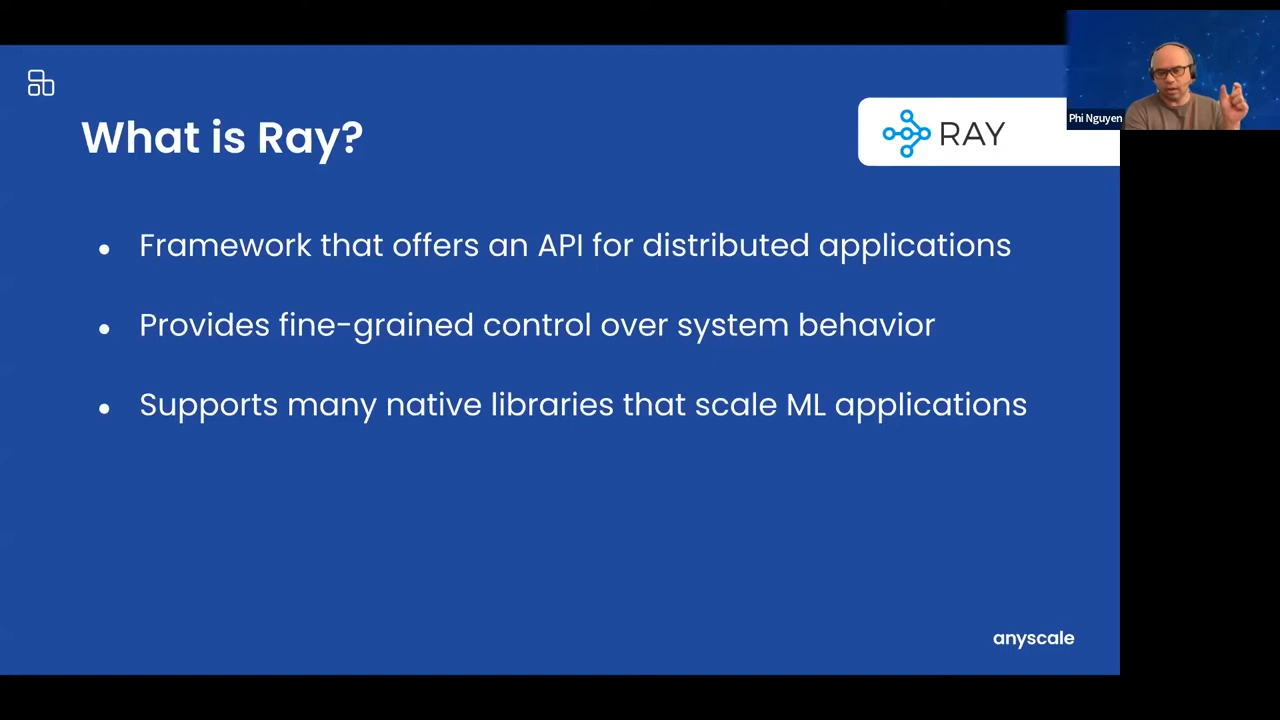 What is Ray?
RAY
Phi Nguyen
• Framework that offers an API for distributed applications
• Provides fine-grained control over system behavior
• Supports many native libraries that scale ML applications
anyscale